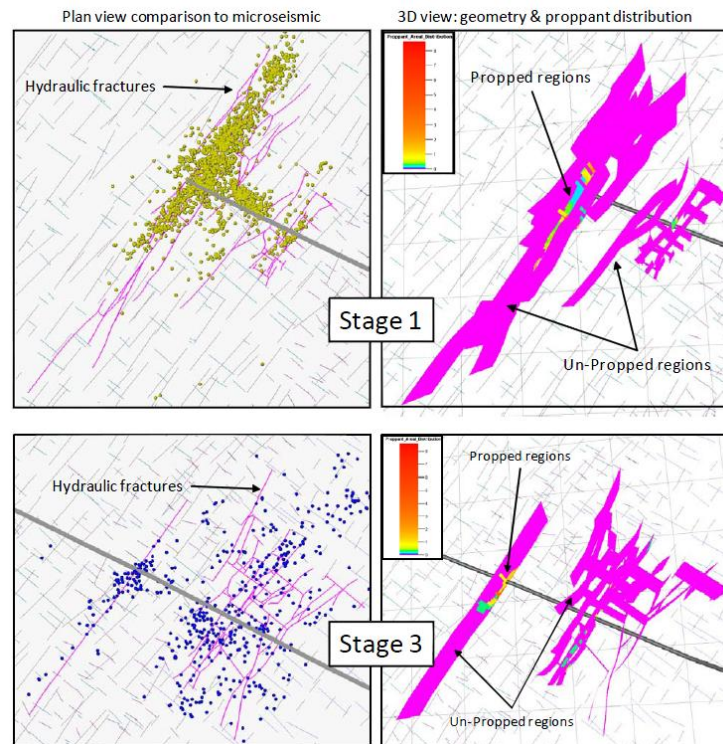 Plan view comparison to microseismic
3D view: geometry & proppant distribution
Hydraulic fractures
Propped regions
Stage 1
Un-Propped regions
Hydraulic fractures
Propped regions
Stage 3
Un-Propped regions